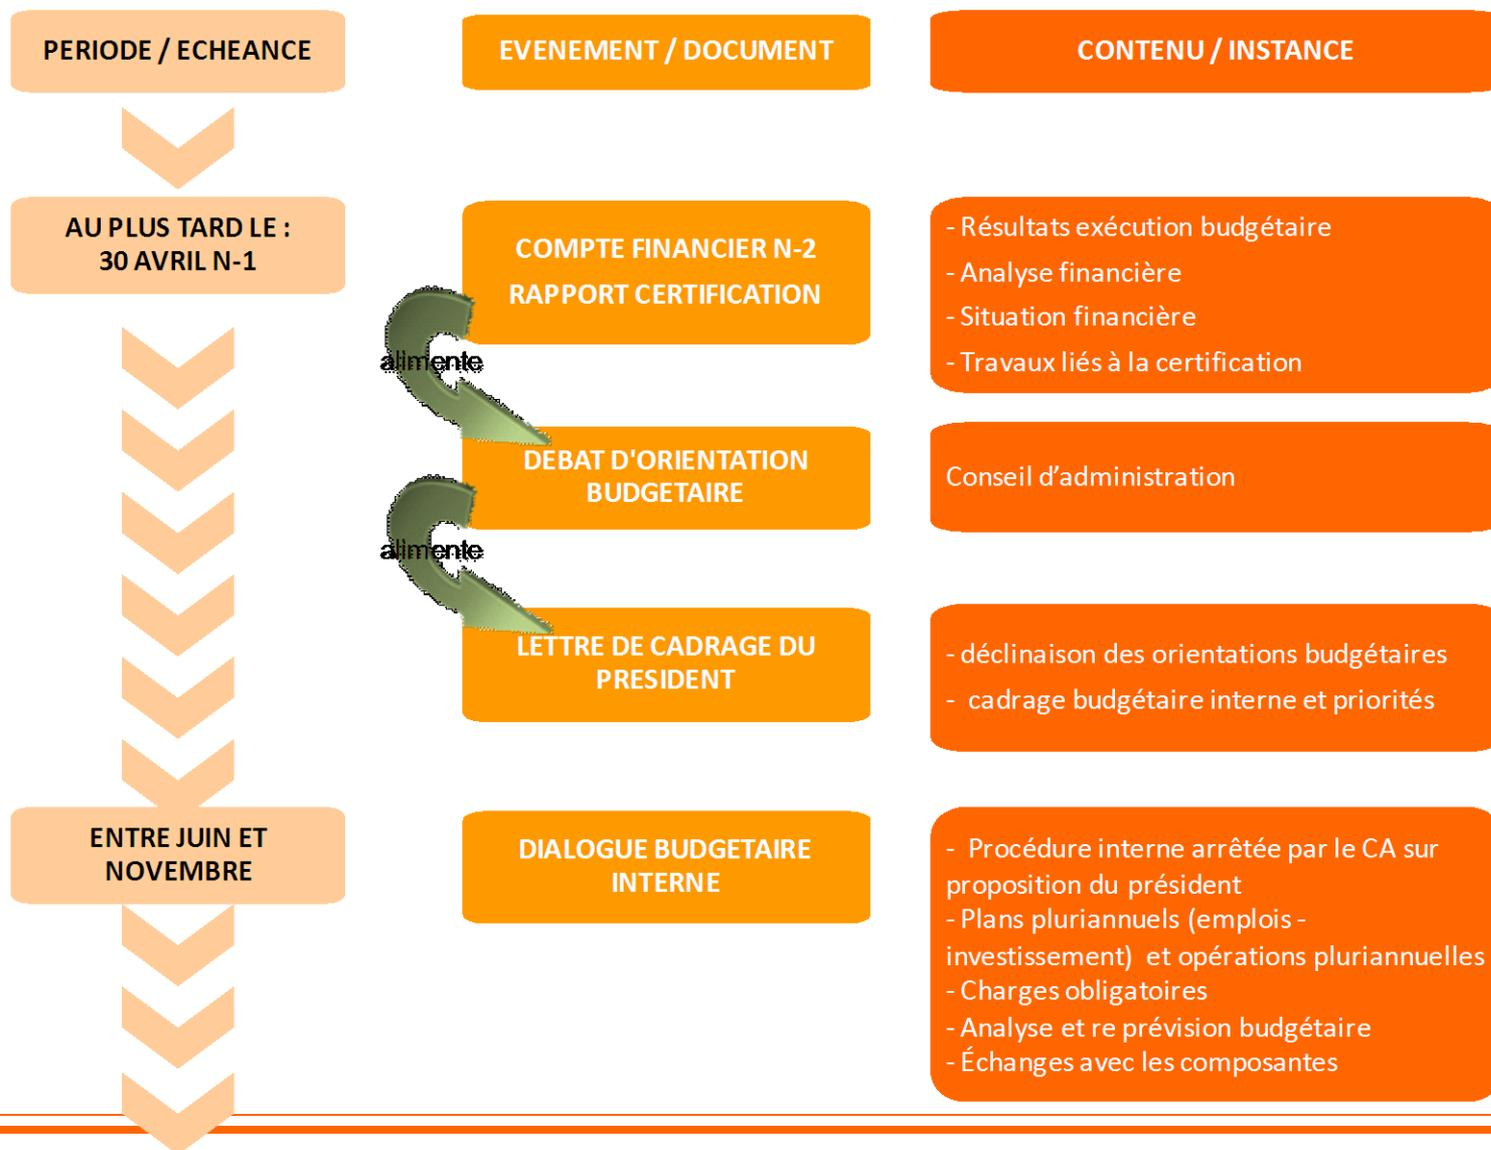 PERIODE / ECHEANCE
EVENEMENT / DOCUMENT
CONTENU / INSTANCE
AU PLUS TARD LE :
30 AVRIL N-1
COMPTE FINANCIER N-2
RAPPORT CERTIFICATION
- Résultats exécution budgétaire
- Analyse financière
- Situation financière
- Travaux liés à la certification
alimente
DEBAT D'ORIENTATION
BUDGETAIRE
Conseil d’administration
alimente
LETTRE DE CADRAGE DU
PRESIDENT
- déclinaison des orientations budgétaires
- cadrage budgétaire interne et priorités
ENTRE JUIN ET
NOVEMBRE
DIALOGUE BUDGETAIRE
INTERNE
- Procédure interne arrêtée par le CA sur
proposition du président
- Plans pluriannuels (emplois -
investissement) et opérations pluriannuelles
- Charges obligatoires
- Analyse et re prévision budgétaire
- Échanges avec les composantes